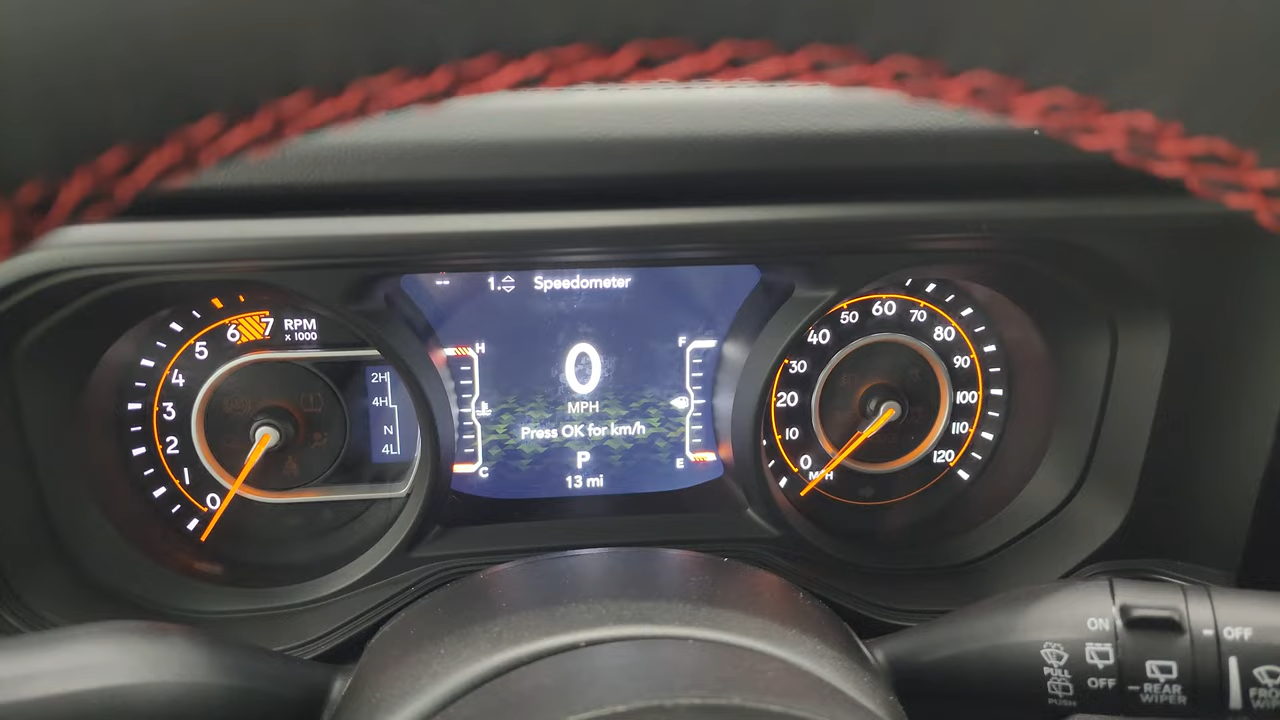 -- 1. Speedometer
0
MPH
Press OK for km/h
P
13 mi
H
C
F
E
RPM
x 1000
0 1 2 3 4 5 6 7
2H
4H
N
4L
0 10 20 30 40 50 60 70 80 90 100 110 120
MPH
ON
OFF
PULL
PUSH
REAR
WIPER
OFF